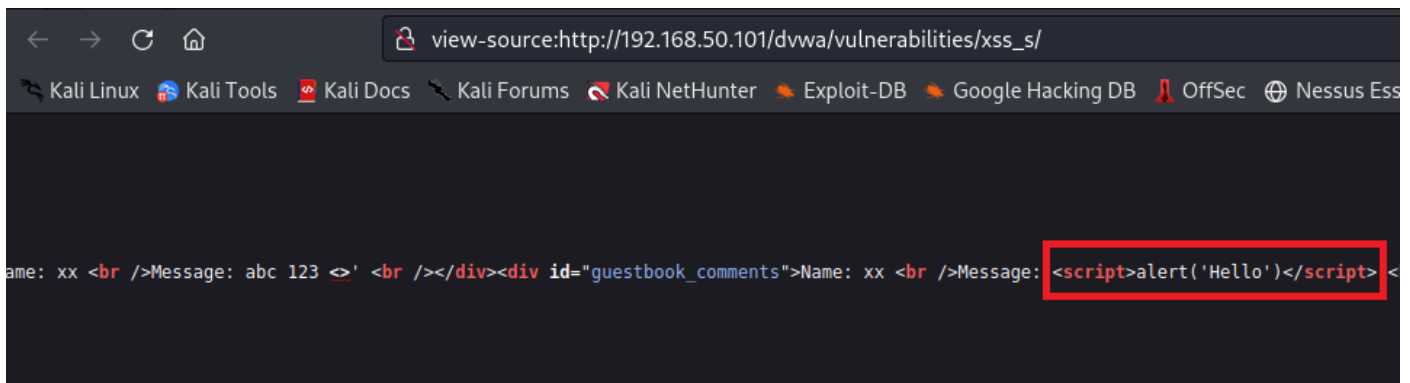 view-source:http://192.168.50.101/dvwa/vulnerabilities/xss_s/
Kali Linux Kali Tools Kali Docs Kali Forums Kali NetHunter Exploit-DB Google Hacking DB OffSec Nessus Ess
ame: xx <br />Message: abc 123 <>' <br /></div><div id="guestbook_comments">Name: xx <br />Message: <script>alert('Hello')</script> <